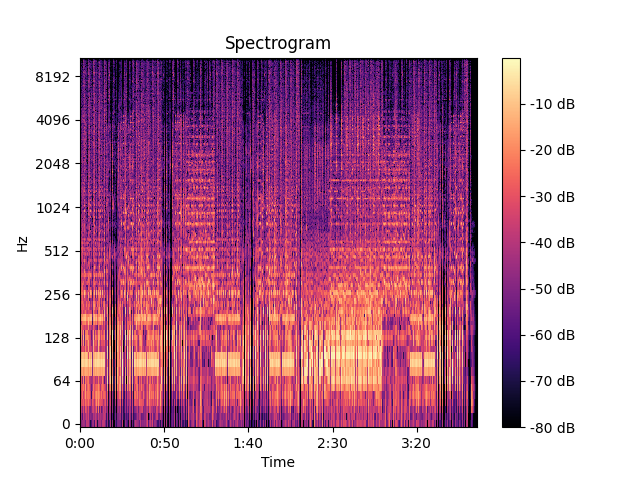 Spectrogram
Hz
8192
4096
2048
1024
512
256
128
64
0
0:00
0:50
1:40
2:30
3:20
Time
-10 dB
-20 dB
-30 dB
-40 dB
-50 dB
-60 dB
-70 dB
-80 dB